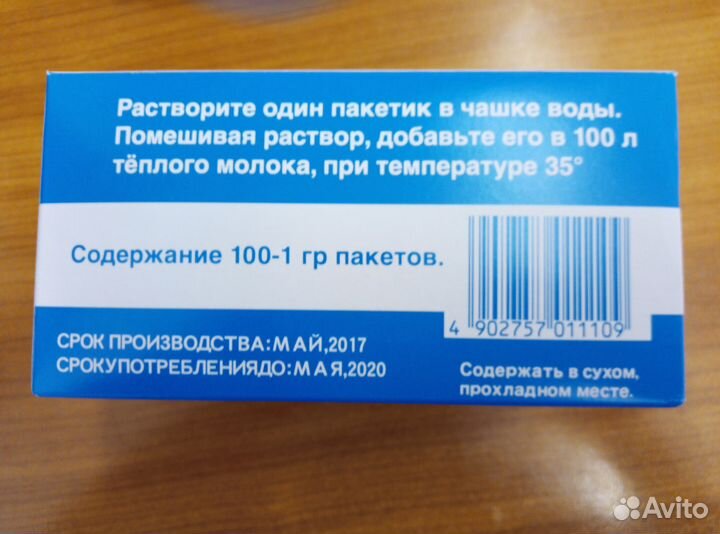 Растворите один пакетик в чашке воды.
Помешивая раствор, добавьте его в 100 л
тёплого молока, при температуре 35°
Содержание 100-1 гр пакетов.
4 902757 011109
СРОК ПРОИЗВОДСТВА:МАЙ,2017
СРОКУПОТРЕБЛЕНИЯДО:МАЯ,2020
Содержать в сухом,
прохладном месте.
Avito